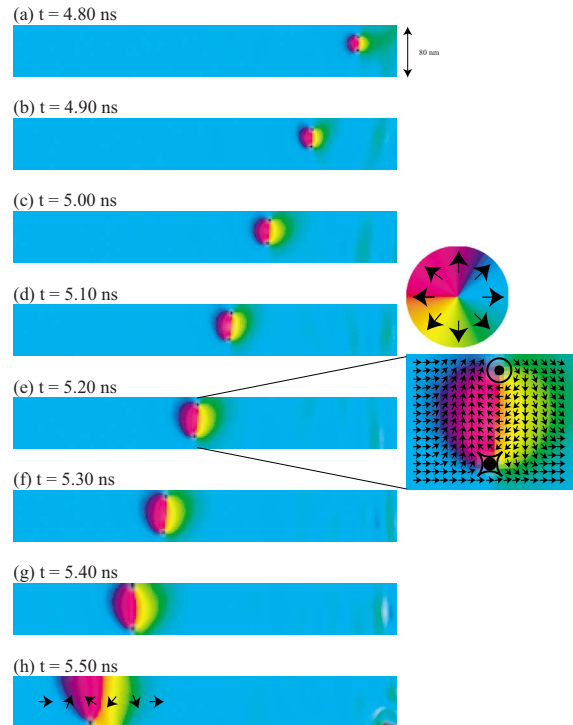 (a) t = 4.80 ns
80 nm
(b) t = 4.90 ns
(c) t = 5.00 ns
(d) t = 5.10 ns
(e) t = 5.20 ns
(f) t = 5.30 ns
(g) t = 5.40 ns
(h) t = 5.50 ns